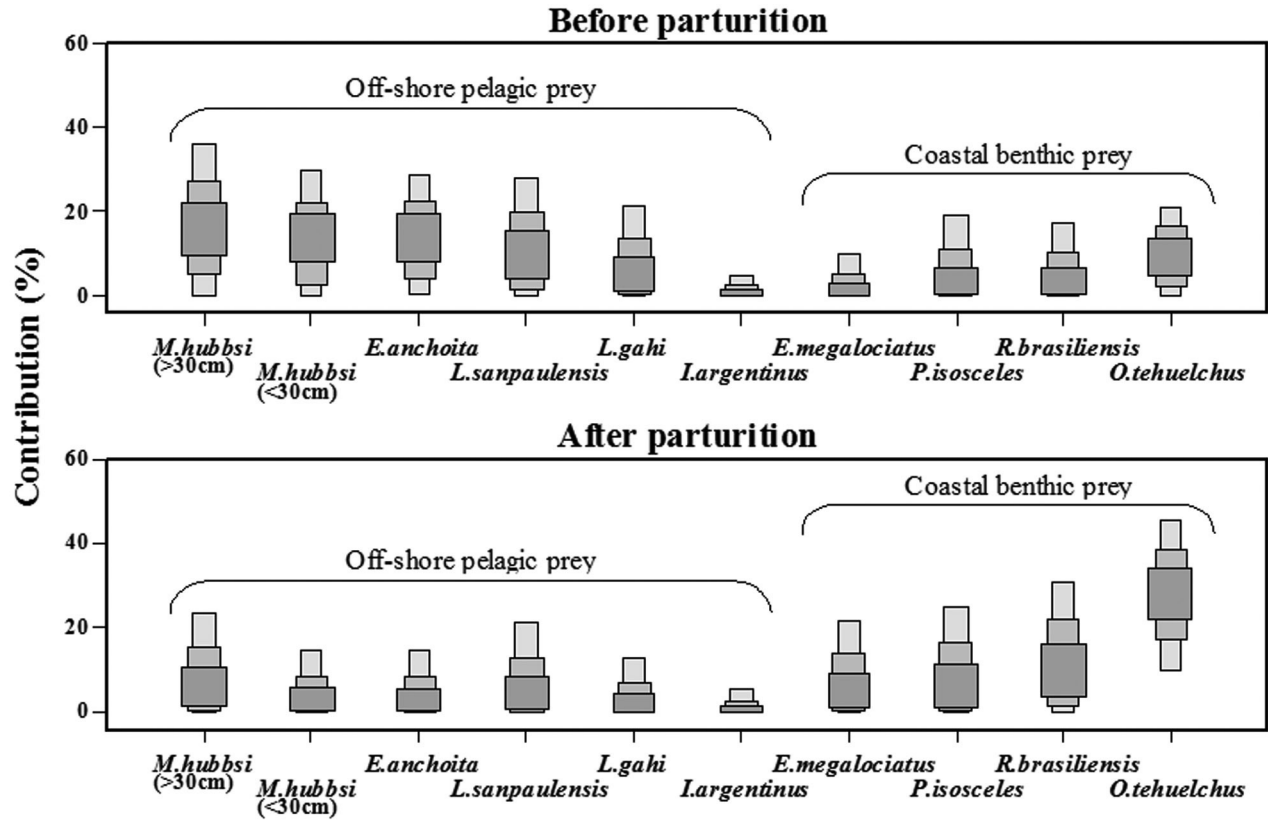 Before parturition
60
Off-shore pelagic prey
40
Coastal benthic prey
20
0
M.hubbsi E.anchoita L.gahi E.megalociatus R.brasiliensis
(>30cm) M.hubbsi L.sanpaulensis I.argentinus P.isosceles O.tehuelchus
(<30cm)
Contribution (%)
After parturition
60
Coastal benthic prey
40
Off-shore pelagic prey
20
0
M.hubbsi E.anchoita L.gahi E.megalociatus R.brasiliensis
(>30cm) M.hubbsi L.sanpaulensis I.argentinus P.isosceles O.tehuelchus
(<30cm)